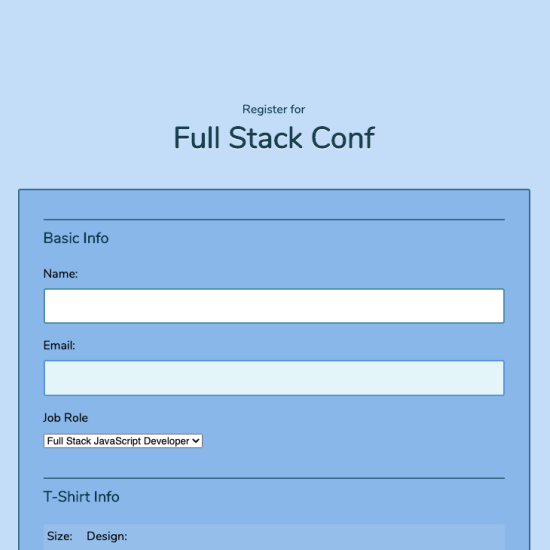 Register for
Full Stack Conf
Basic Info
Name:
Email:
Job Role
Full Stack JavaScript Developer
T-Shirt Info
Size: Design: